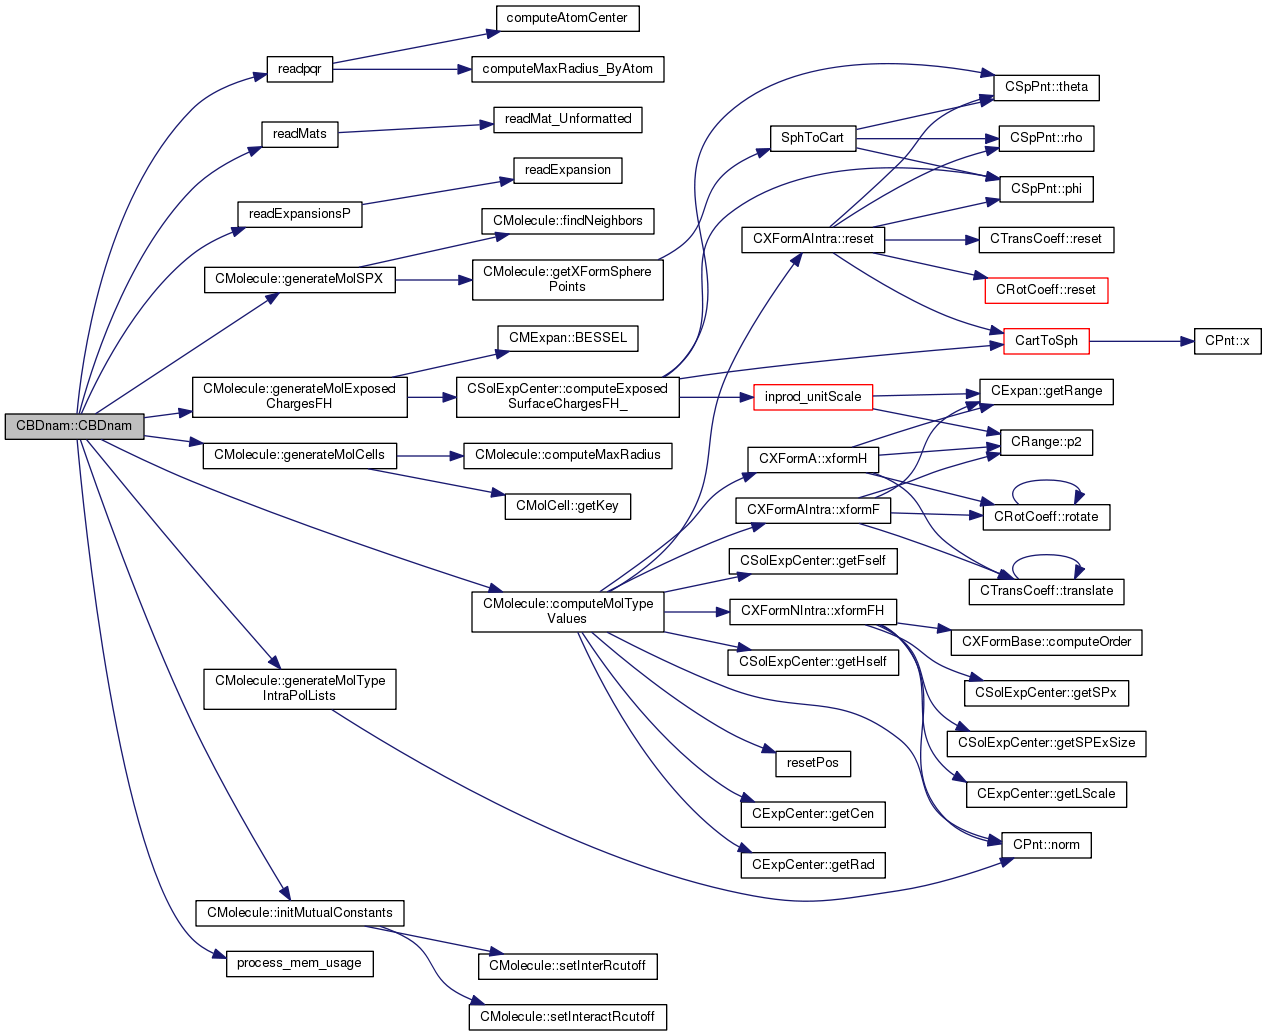 CBDnam::CBDnam
readpqr
readMats
readExpansionsP
CMolecule::generateMolSPX
CMolecule::generateMolExposed
ChargesFH
CMolecule::generateMolCells
CMolecule::generateMolType
IntraPolLists
CMolecule::initMutualConstants
process_mem_usage
computeAtomCenter
computeMaxRadius_ByAtom
readMat_Unformatted
readExpansion
CMolecule::findNeighbors
CMolecule::getXFormSphere
Points
CMExpan::BESSEL
CSolExpCenter::computeExposed
SurfaceChargesFH_
CMolecule::computeMaxRadius
CMolCell::getKey
CMolecule::computeMolType
Values
CMolecule::setInterRcutoff
CMolecule::setInteractRcutoff
SphToCart
CXFormAIntra::reset
inprod_unitScale
CXFormA::xformH
CXFormAIntra::xformF
CSolExpCenter::getFself
CXFormNIntra::xformFH
CSolExpCenter::getHself
resetPos
CExpCenter::getCen
CExpCenter::getRad
CSpPnt::theta
CSpPnt::rho
CSpPnt::phi
CTransCoeff::reset
CRotCoeff::reset
CartToSph
CExpan::getRange
CRange::p2
CRotCoeff::rotate
CTransCoeff::translate
CXFormBase::computeOrder
CSolExpCenter::getSPx
CSolExpCenter::getSPExSize
CExpCenter::getLScale
CPnt::norm
CPnt::x